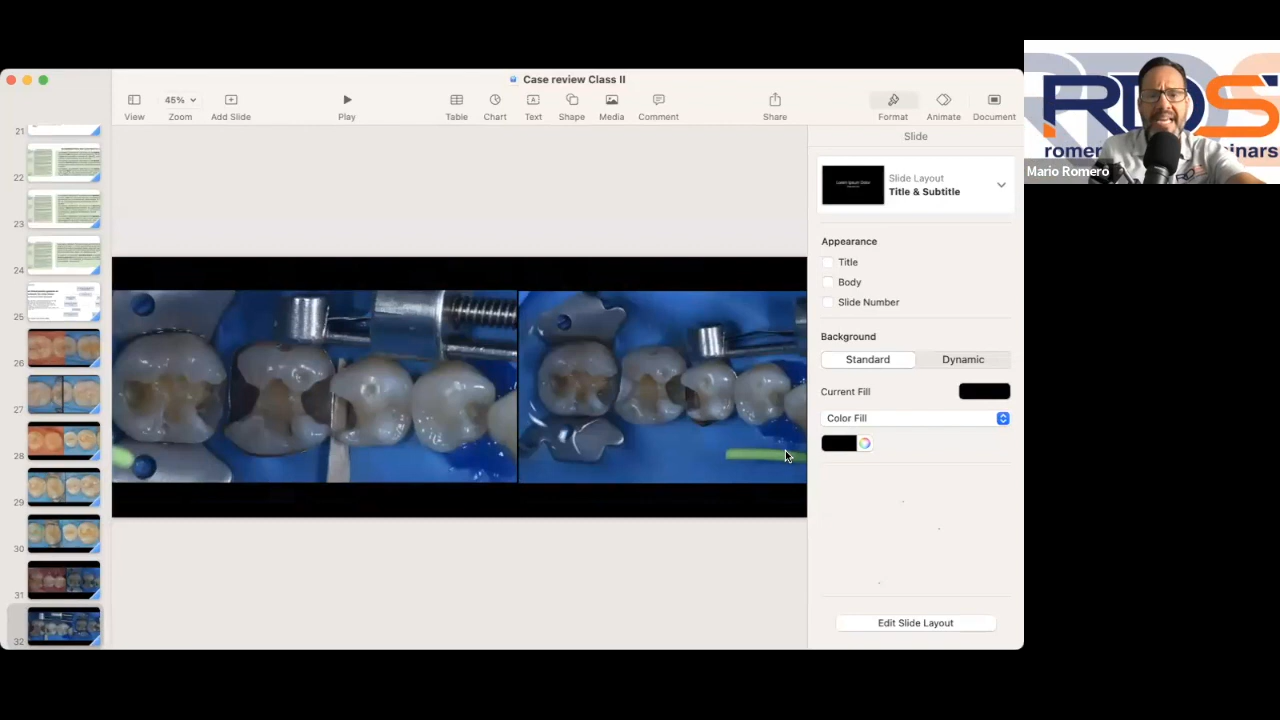 Case review Class II
45%
View
Zoom
Add Slide
Play
Table
Chart
Text
Shape
Media
Comment
Share
Format
Animate
Document
Slide
Slide Layout
Title & Subtitle
Appearance
Title
Body
Slide Number
Background
Standard
Dynamic
Current Fill
Color Fill
Edit Slide Layout
21
22
23
24
25
26
27
28
29
30
31
32
RDS
romer
inars
Mario Romero